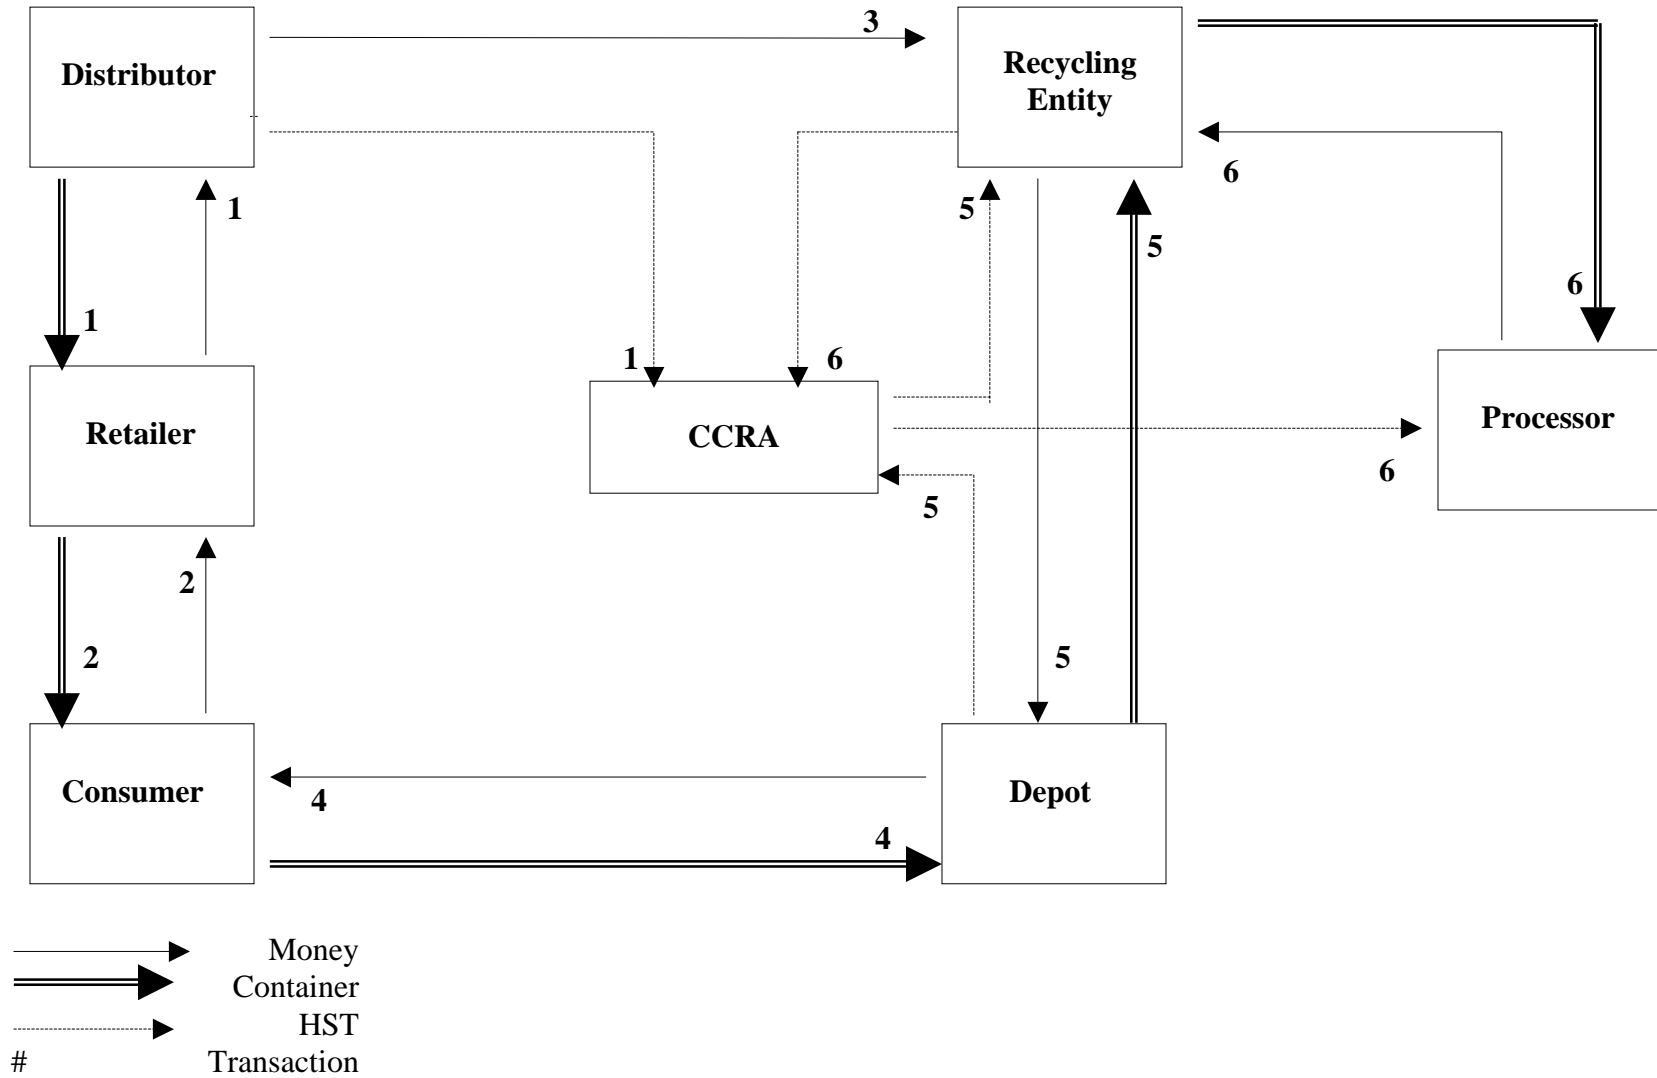 3
Distributor
Recycling
Entity
6
1
5
5
6
1
1
6
Retailer
CCRA
Processor
6
5
2
2
5
Consumer
Depot
4
4
Money
Container
HST
# Transaction